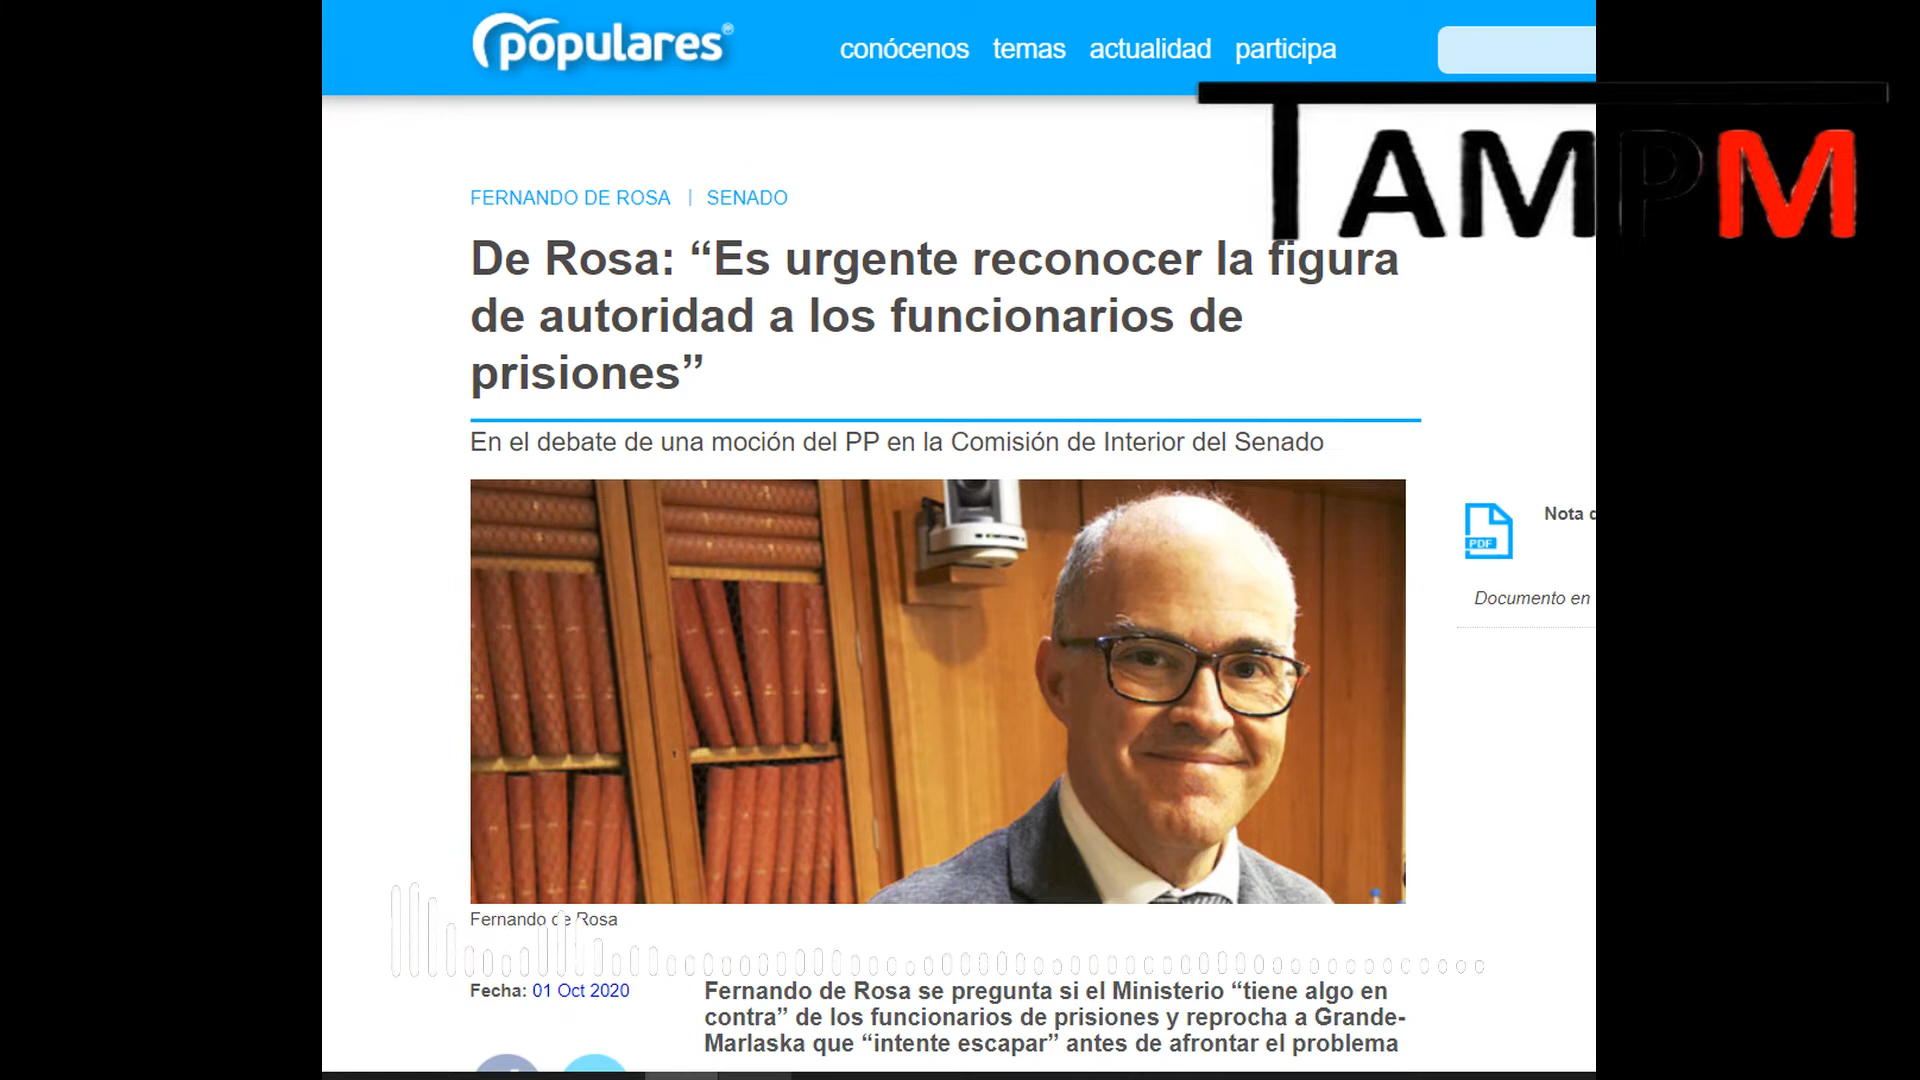 populares®
conócenos temas actualidad participa
TAMPM
FERNANDO DE ROSA | SENADO
De Rosa: “Es urgente reconocer la figura
de autoridad a los funcionarios de
prisiones”
En el debate de una moción del PP en la Comisión de Interior del Senado
PDF
Nota
Documento en
Fernando de Rosa
Fecha: 01 Oct 2020
Fernando de Rosa se pregunta si el Ministerio “tiene algo en
contra” de los funcionarios de prisiones y reprocha a Grande-
Marlaska que “intente escapar” antes de afrontar el problema